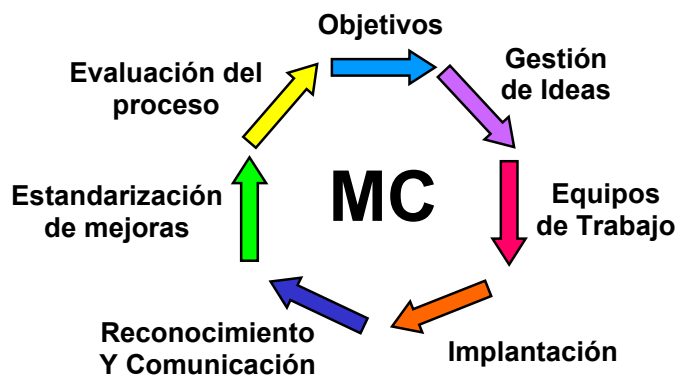 Objetivos
Gestión
de Ideas
Equipos
de Trabajo
Implantación
Reconocimiento
Y Comunicación
Estandarización
de mejoras
Evaluación del
proceso
MC